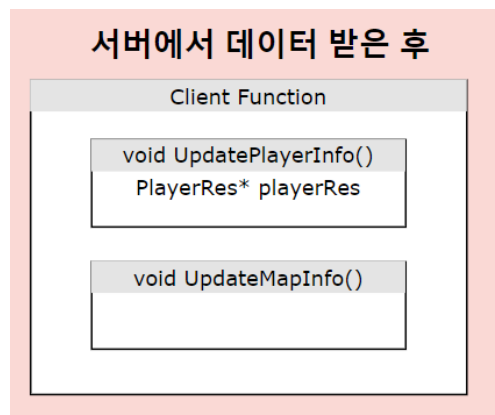 서버에서 데이터 받은 후
Client Function
void UpdatePlayerInfo()
PlayerRes* playerRes
void UpdateMapInfo()